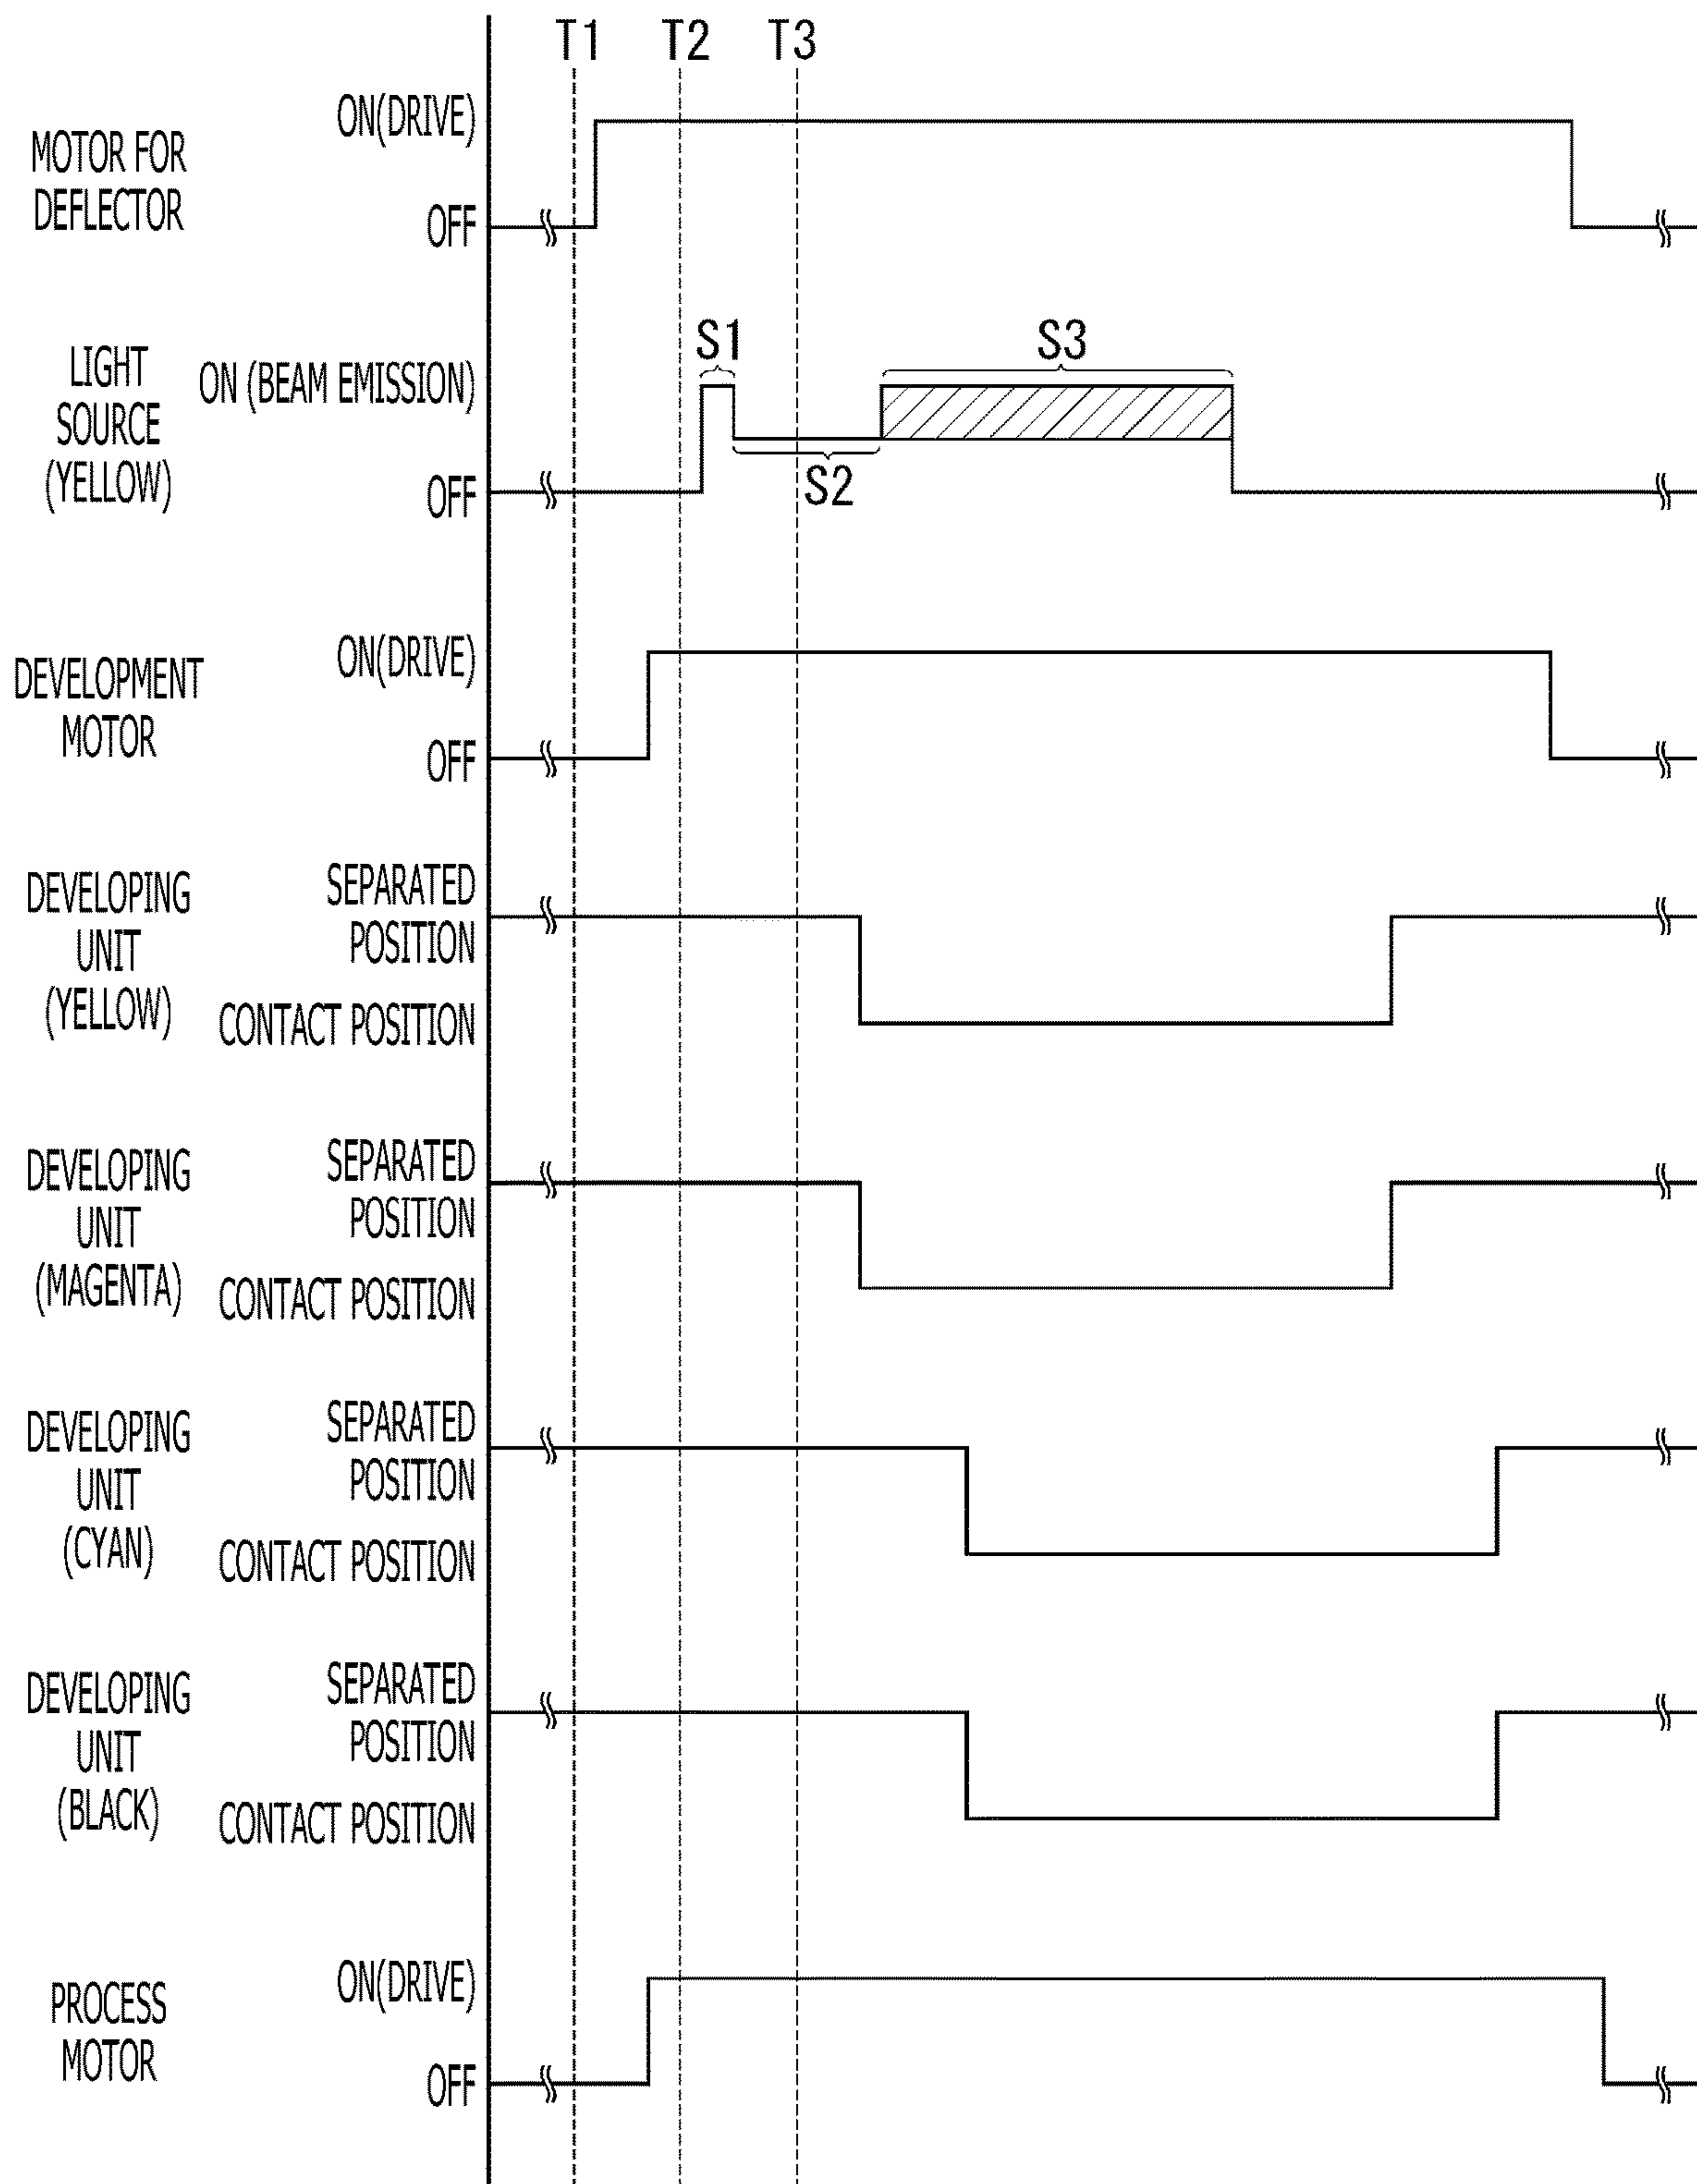 T1 T2 T3
ON(DRIVE)
MOTOR FOR
DEFLECTOR
OFF
S1 S3
LIGHT
SOURCE
(YELLOW)
ON (BEAM EMISSION)
S2
OFF
ON(DRIVE)
DEVELOPMENT
MOTOR
OFF
DEVELOPING
UNIT
(YELLOW)
SEPARATED
POSITION
CONTACT POSITION
DEVELOPING
UNIT
(MAGENTA)
SEPARATED
POSITION
CONTACT POSITION
DEVELOPING
UNIT
(CYAN)
SEPARATED
POSITION
CONTACT POSITION
DEVELOPING
UNIT
(BLACK)
SEPARATED
POSITION
CONTACT POSITION
ON(DRIVE)
PROCESS
MOTOR
OFF